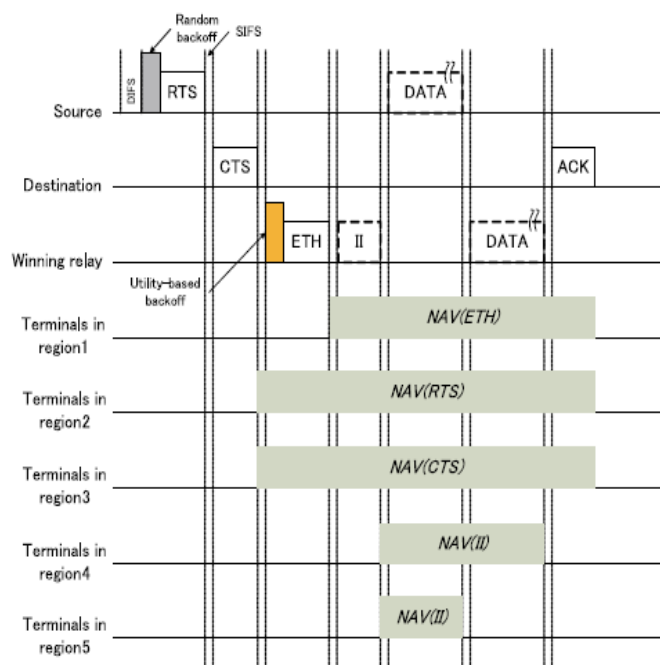 Random
backoff
SIFS
DIFS
RTS
DATA
Source
CTS
ACK
Destination
ETH
II
DATA
Winning relay
Utility-based
backoff
Terminals in
region1
NAV(ETH)
Terminals in
region2
NAV(RTS)
Terminals in
region3
NAV(CTS)
Terminals in
region4
NAV(II)
Terminals in
region5
NAV(II)